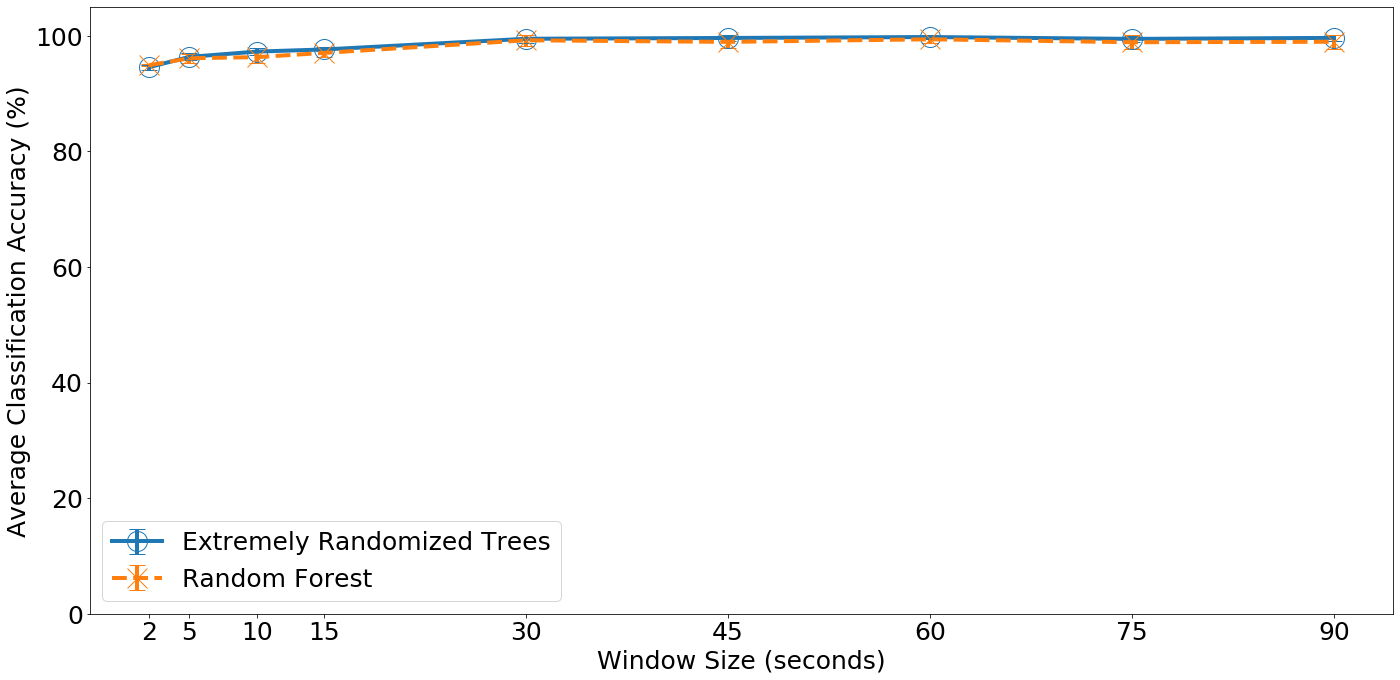 Average Classification Accuracy (%)
100
80
60
40
20
0
Extremely Randomized Trees
Random Forest
2 5 10 15 30 45 60 75 90
Window Size (seconds)